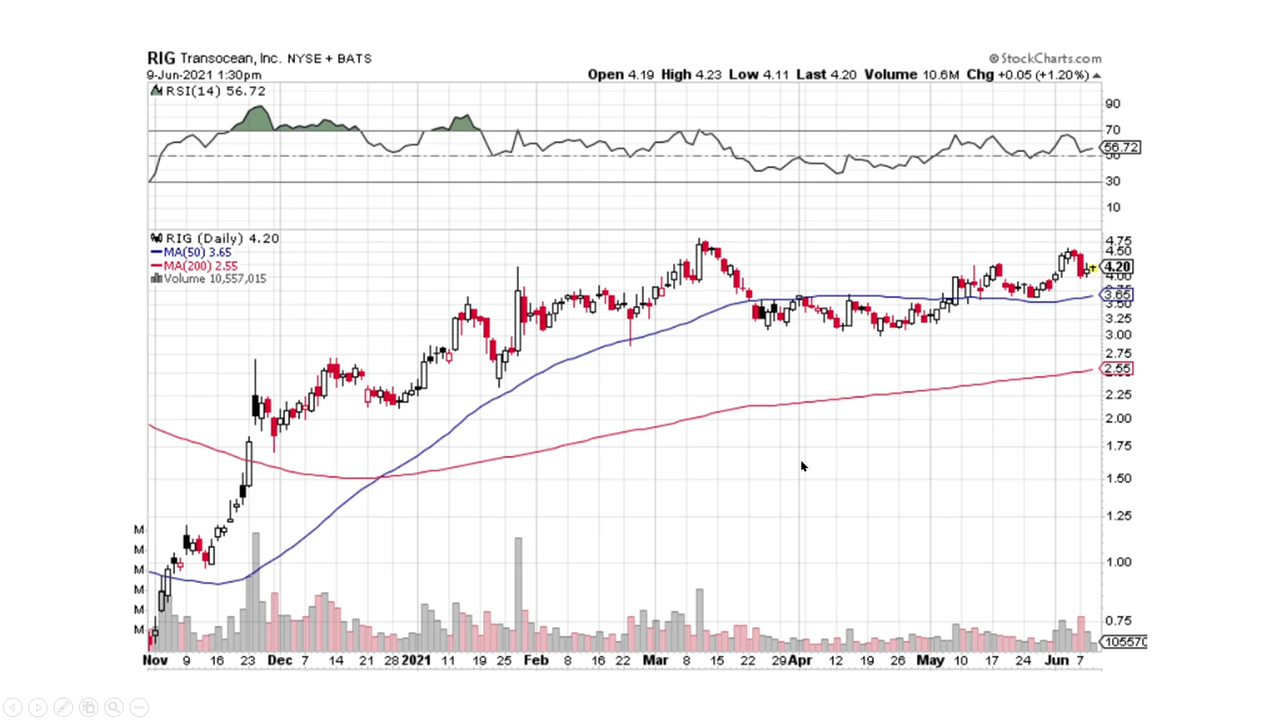 RIG Transocean, Inc. NYSE + BATS
© StockCharts.com
9-Jun-2021 1:30pm
Open 4.19 High 4.23 Low 4.11 Last 4.20 Volume 10.6M Chg +0.05 (+1.20%)
RSI(14) 56.72
90
70
56.72
50
30
10
RIG (Daily) 4.20
MA(50) 3.65
MA(200) 2.55
Volume 10,557,015
4.75
4.50
4.20
4.00
3.65
3.50
3.25
3.00
2.75
2.55
2.25
2.00
1.75
1.50
1.25
1.00
0.75
105570
M
M
M
M
M
M
Nov 9 16 23 Dec 7 14 21 28 2021 11 19 25 Feb 8 16 22 Mar 8 15 22 29 Apr 12 19 26 May 10 17 24 Jun 7